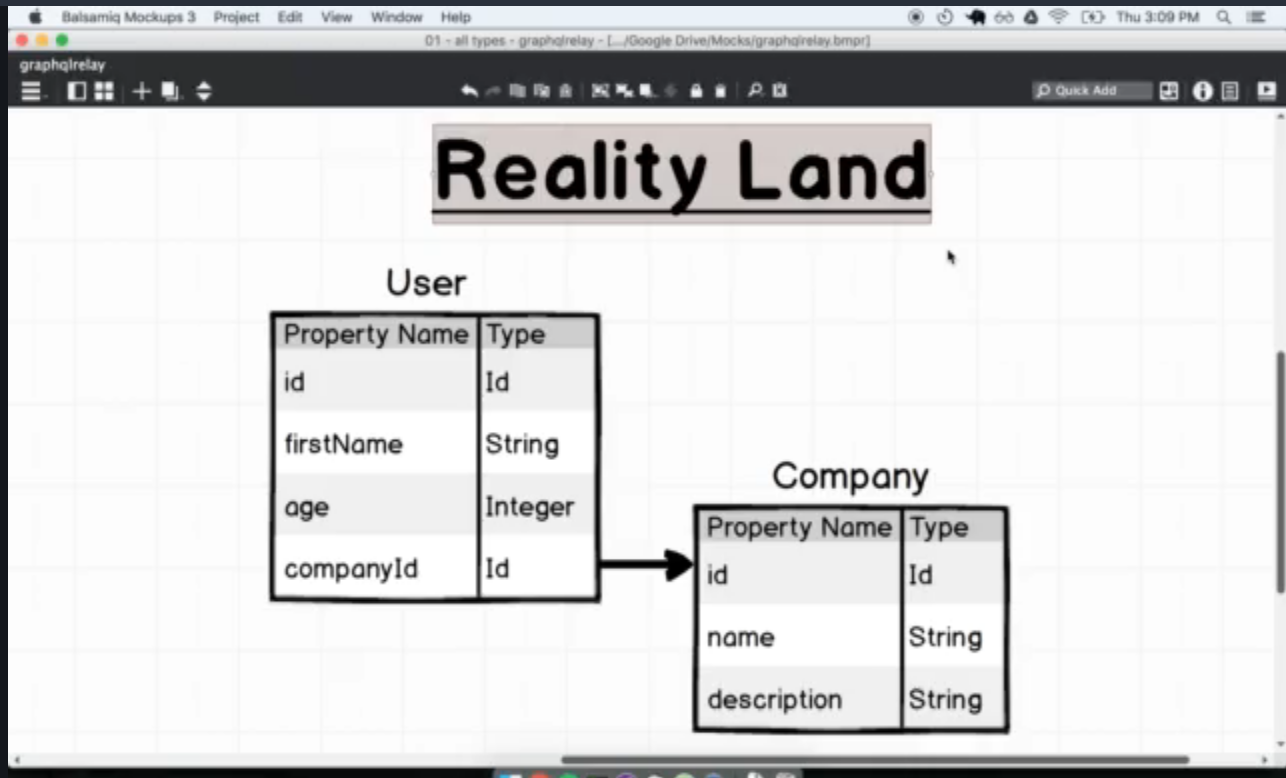 Balsamiq Mockups 3 Project Edit View Window Help Thu 3:09 PM
01 - all types - graphqlrelay - [.../Google Drive/Mocks/graphqlrelay.bmpr]
graphqlrelay
Quick Add
Reality Land
User
Property Name Type
id Id
firstName String
age Integer
companyId Id
Company
Property Name Type
id Id
name String
description String